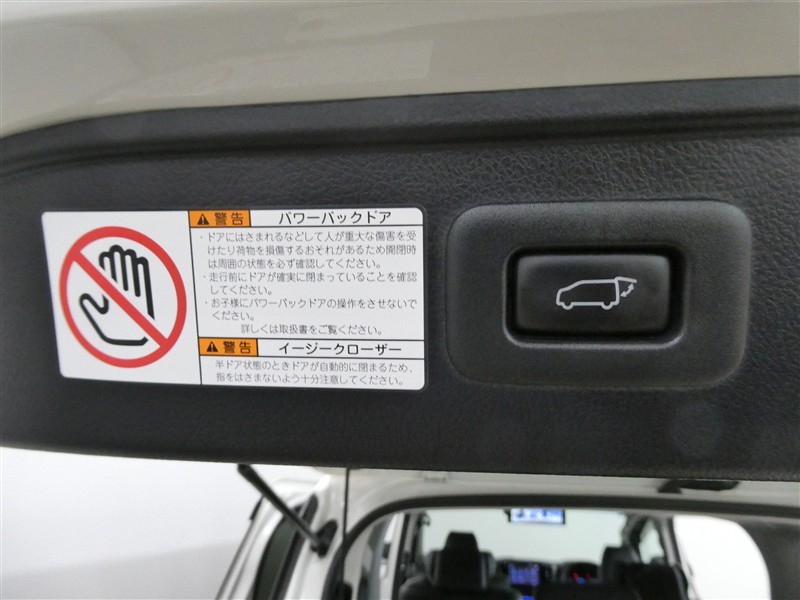 警告 パワーバックドア
・ドアにはさまれるなどして人が重大な傷害を受
けたり荷物を損傷するおそれがあるため開閉時
は周囲の状態を必ず確認してください。
・走行前にドアが確実に閉まっていることを確認
してください。
・お子様にパワーバックドアの操作をさせないで
ください。
詳しくは取扱書をご覧ください。
警告 イージークローザー
半ドア状態のときドアが自動的に閉まるため、
指をはさまないよう十分注意してください。